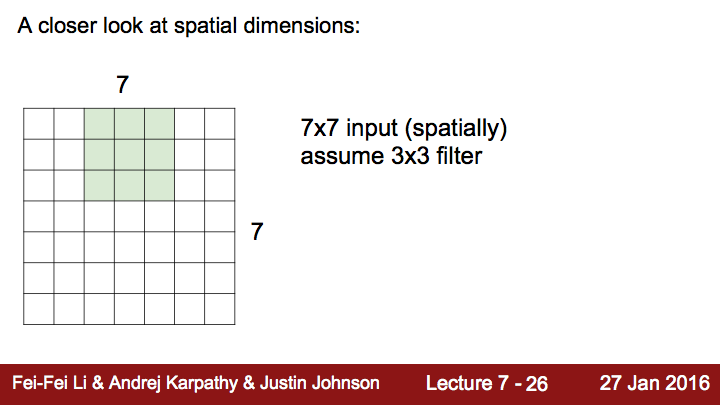 A closer look at spatial dimensions:
7
7x7 input (spatially)
assume 3x3 filter
7
Fei-Fei Li & Andrej Karpathy & Justin Johnson Lecture 7 - 26 27 Jan 2016